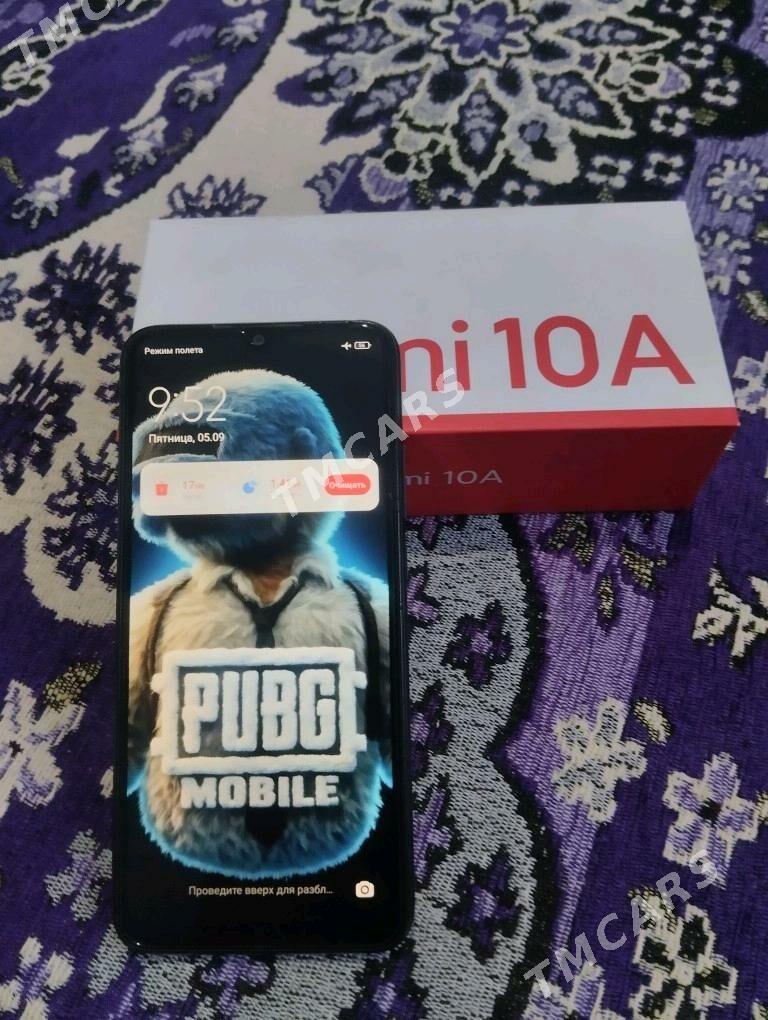 TMCARS
mi 10A
Режим полета
9:52
Пятница, 05.09
Очищать
TMCARS
mi 10A
PUBG
MOBILE
Проведите вверх для разбл...
TMCARS